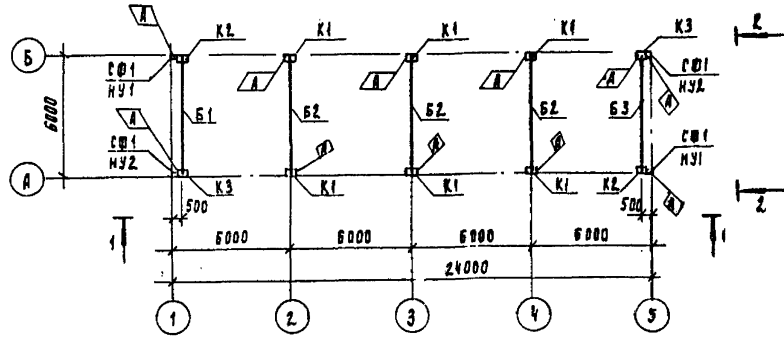 А К2 К1 К1 К1 К3 2
Б
СФ1 А А А А СФ1
НУ1 НУ2
А А
6000 Б1 Б2 Б2 Б2 Б3
СФ1 А А А СФ1
НУ2 НУ1
А
500 К3 К1 К1 К1 К2 500 А 2
1 1
6000 6000 6000 6000
24000
1 2 3 4 5